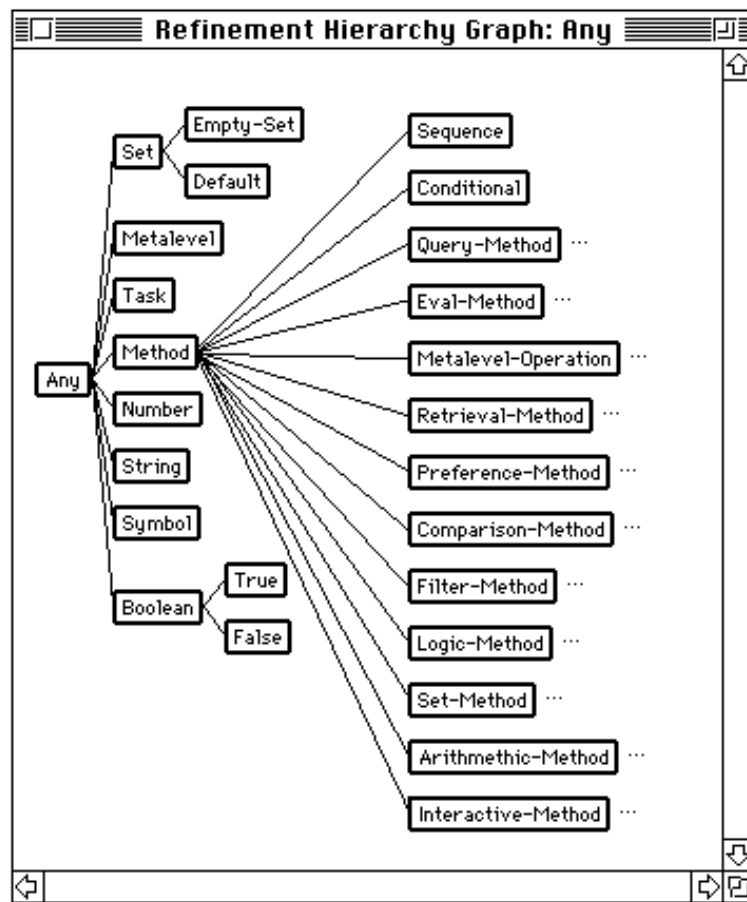 Refinement Hierarchy Graph: Any
Any
Set
Empty-Set
Default
Metalevel
Task
Method
Number
String
Symbol
Boolean
True
False
Sequence
Conditional
Query-Method ...
Eval-Method ...
Metalevel-Operation ...
Retrieval-Method ...
Preference-Method ...
Comparison-Method ...
Filter-Method ...
Logic-Method ...
Set-Method ...
Arithmethic-Method ...
Interactive-Method ...